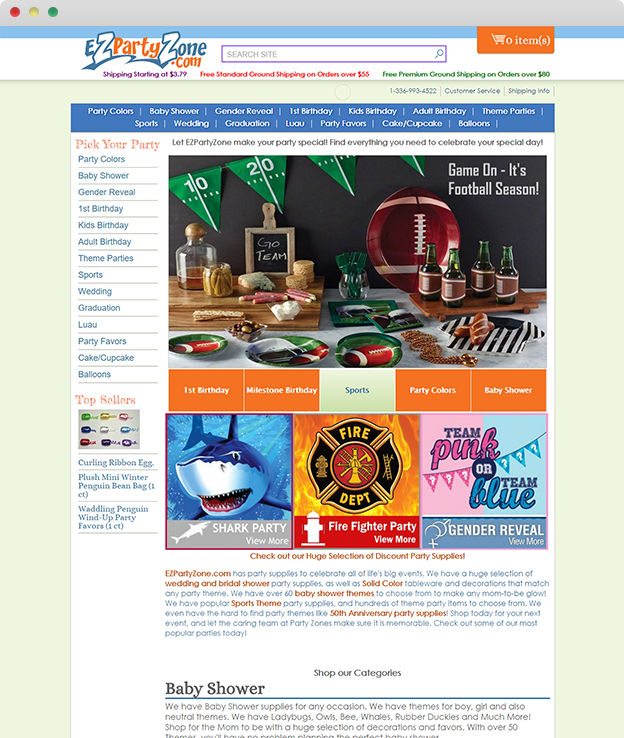 EZPartyZone
.com
SEARCH SITE
0 item(s)
Shipping Starting at $3.79
Free Standard Ground Shipping on Orders over $55
Free Premium Ground Shipping on Orders over $80
1-336-993-4522 | Customer Service | Shipping Info |
Party Colors | Baby Shower | Gender Reveal | 1st Birthday | Kids Birthday | Adult Birthday | Theme Parties |
Sports | Wedding | Graduation | Luau | Party Favors | Cake/Cupcake | Balloons |
Pick Your Party
Party Colors
Baby Shower
Gender Reveal
1st Birthday
Kids Birthday
Adult Birthday
Theme Parties
Sports
Wedding
Graduation
Luau
Party Favors
Cake/Cupcake
Balloons
Top Sellers
Curling Ribbon Egg.
Plush Mini Winter
Penguin Bean Bag (1
ct)
Waddling Penguin
Wind-Up Party
Favors (1 ct)
Let EZPartyZone make your party special! Find everything you need to celebrate your special day!
10
20
GO
TEAM
Game On - It's
Football Season!
1st Birthday
Milestone Birthday
Sports
Party Colors
Baby Shower
SHARK PARTY
View More
FIRE
DEPT
Fire Fighter Party
View More
TEAM
pink
OR
TEAM
blue
GENDER REVEAL
View More
Check out our Huge Selection of Discount Party Supplies!
EZPartyZone.com has party supplies to celebrate all of life's big events. We have a huge selection of
wedding and bridal shower party supplies, as well as Solid Color tableware and decorations that match
any party theme. We have over 60 baby shower themes to choose from to make any mom-to-be glow!
We have popular Sports Theme party supplies, and hundreds of theme party items to choose from. We
even have the hard to find party themes like 50th Anniversary party supplies! Shop today for your next
event, and let the caring team at Party Zones make sure it is memorable. Check out some of our most
popular parties today!
Shop our Categories
Baby Shower
We have Baby Shower supplies for any occasion. We have themes for boy, girl and also
neutral themes. We have Ladybugs, Owls, Bee, Whales, Rubber Duckies and Much More!
Shop for the Mom to be with a huge selection of decorations and favors. With over 50
Themes, you'll have no problem planning the perfect baby shower.